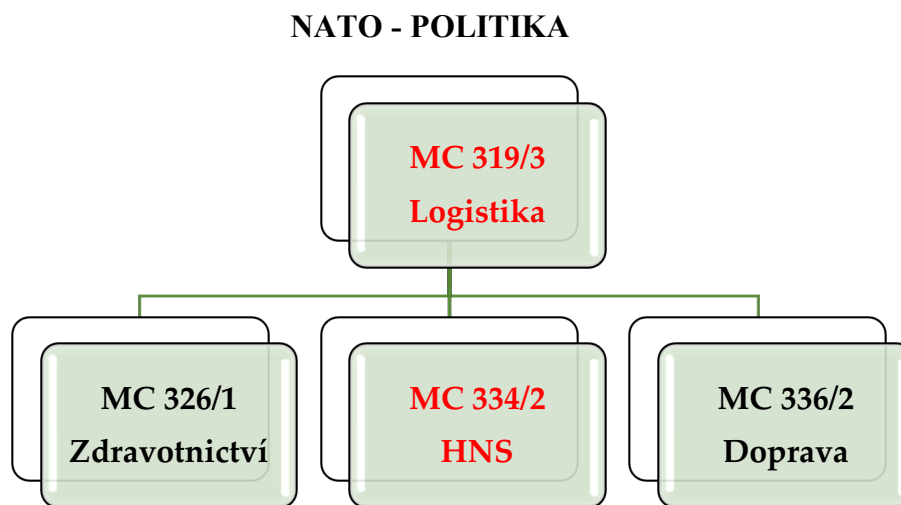 NATO - POLITIKA
MC 319/3
Logistika
MC 326/1
Zdravotnictví
MC 334/2
HNS
MC 336/2
Doprava